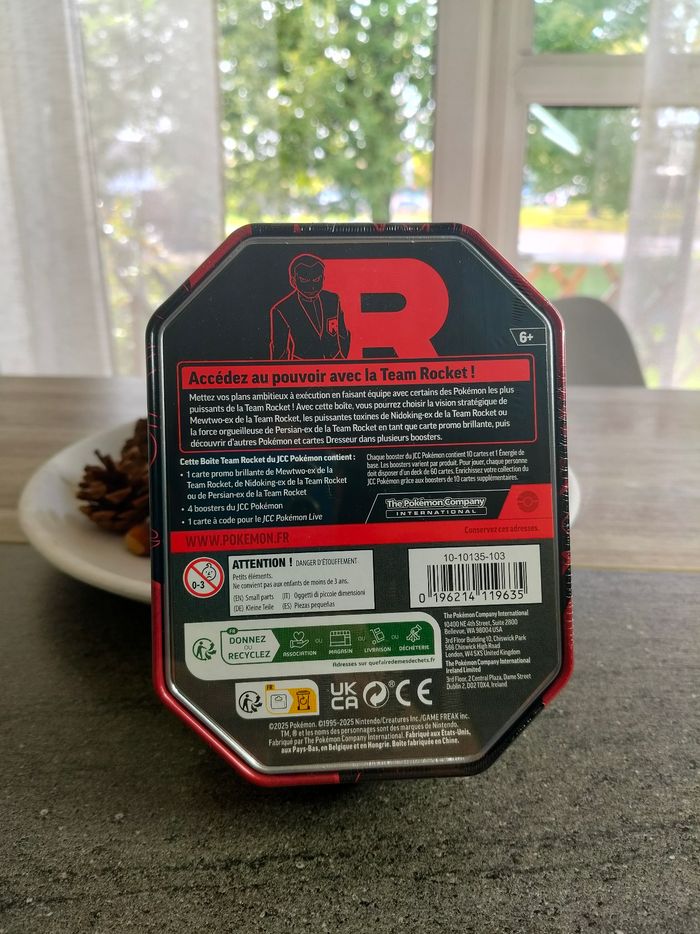 R
R
6+
Accédez au pouvoir avec la Team Rocket !
Mettez vos plans ambitieux à exécution en faisant équipe avec certains des Pokémon les plus
puissants de la Team Rocket ! Avec cette boîte, vous pourrez choisir la vision stratégique de
Mewtwo-ex de la Team Rocket, les puissantes toxines de Nidoking-ex de la Team Rocket ou
la force orgueilleuse de Persian-ex de la Team Rocket en tant que carte promo brillante, puis
découvrir d'autres Pokémon et cartes Dresseur dans plusieurs boosters.
Cette Boîte Team Rocket du JCC Pokémon contient :
• 1 carte promo brillante de Mewtwo-ex de la
Team Rocket, de Nidoking-ex de la Team Rocket
ou de Persian-ex de la Team Rocket
• 4 boosters du JCC Pokémon
• 1 carte à code pour le JCC Pokémon Live
Chaque booster du JCC Pokémon contient 10 cartes et 1 Énergie de
base. Les boosters varient par produit. Pour jouer, chaque personne
doit disposer d'un deck de 60 cartes. Enrichissez votre collection du
JCC Pokémon grâce aux boosters de 10 cartes supplémentaires.
The Pokémon Company
INTERNATIONAL
WWW.POKEMON.FR
Conservez ces adresses.
0-3
ATTENTION ! DANGER D'ÉTOUFFEMENT
Petits éléments.
Ne convient pas aux enfants de moins de 3 ans.
(EN) Small parts (IT) Oggetti di piccole dimensioni
(DE) Kleine Teile (ES) Piezas pequeñas
10-10135-103
0 196214 119635
The Pokémon Company International
10400 NE 4th Street, Suite 2800
Bellevue, WA 98004 USA
3rd Floor Building 10, Chiswick Park
566 Chiswick High Road
London, W4 5XS United Kingdom
The Pokémon Company International
Ireland Limited
3rd Floor, 2 Central Plaza, Dame Street
Dublin 2, D02 T0X4, Ireland
FR
DONNEZ
OU
RECYCLEZ
ASSOCIATION
OU
MAGASIN
OU
LIVRAISON
OU
DÉCHÈTERIE
Adresses sur quefairedemesdechets.fr
FR
UK
CA
CE
©2025 Pokémon. ©1995-2025 Nintendo/Creatures Inc./GAME FREAK inc.
TM, ® et les noms des personnages sont des marques de Nintendo.
Fabriqué par The Pokémon Company International. Fabriqué aux États-Unis,
aux Pays-Bas, en Belgique et en Hongrie. Boîte fabriquée en Chine.